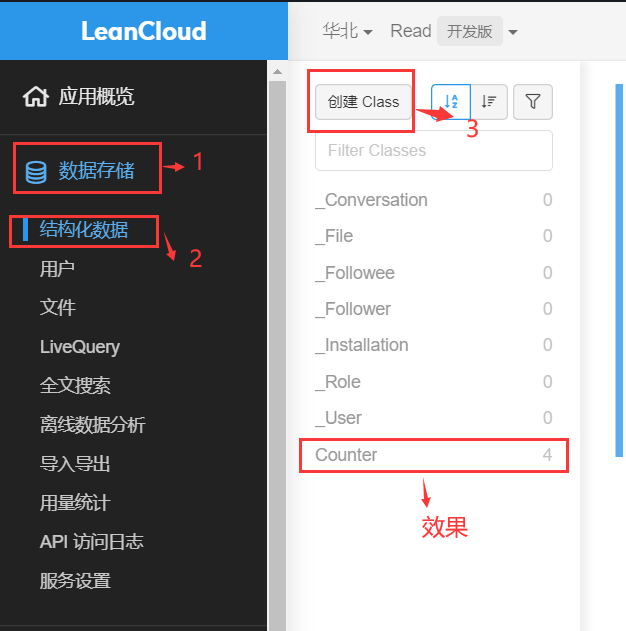 LeanCloud
华北 Read 开发版
应用概览
数据存储 1
结构化数据 2
用户
文件
LiveQuery
全文搜索
离线数据分析
导入导出
用量统计
API 访问日志
服务设置
创建 Class
3
Filter Classes
_Conversation 0
_File 0
_Followee 0
_Follower 0
_Installation 0
_Role 0
_User 0
Counter 4
效果